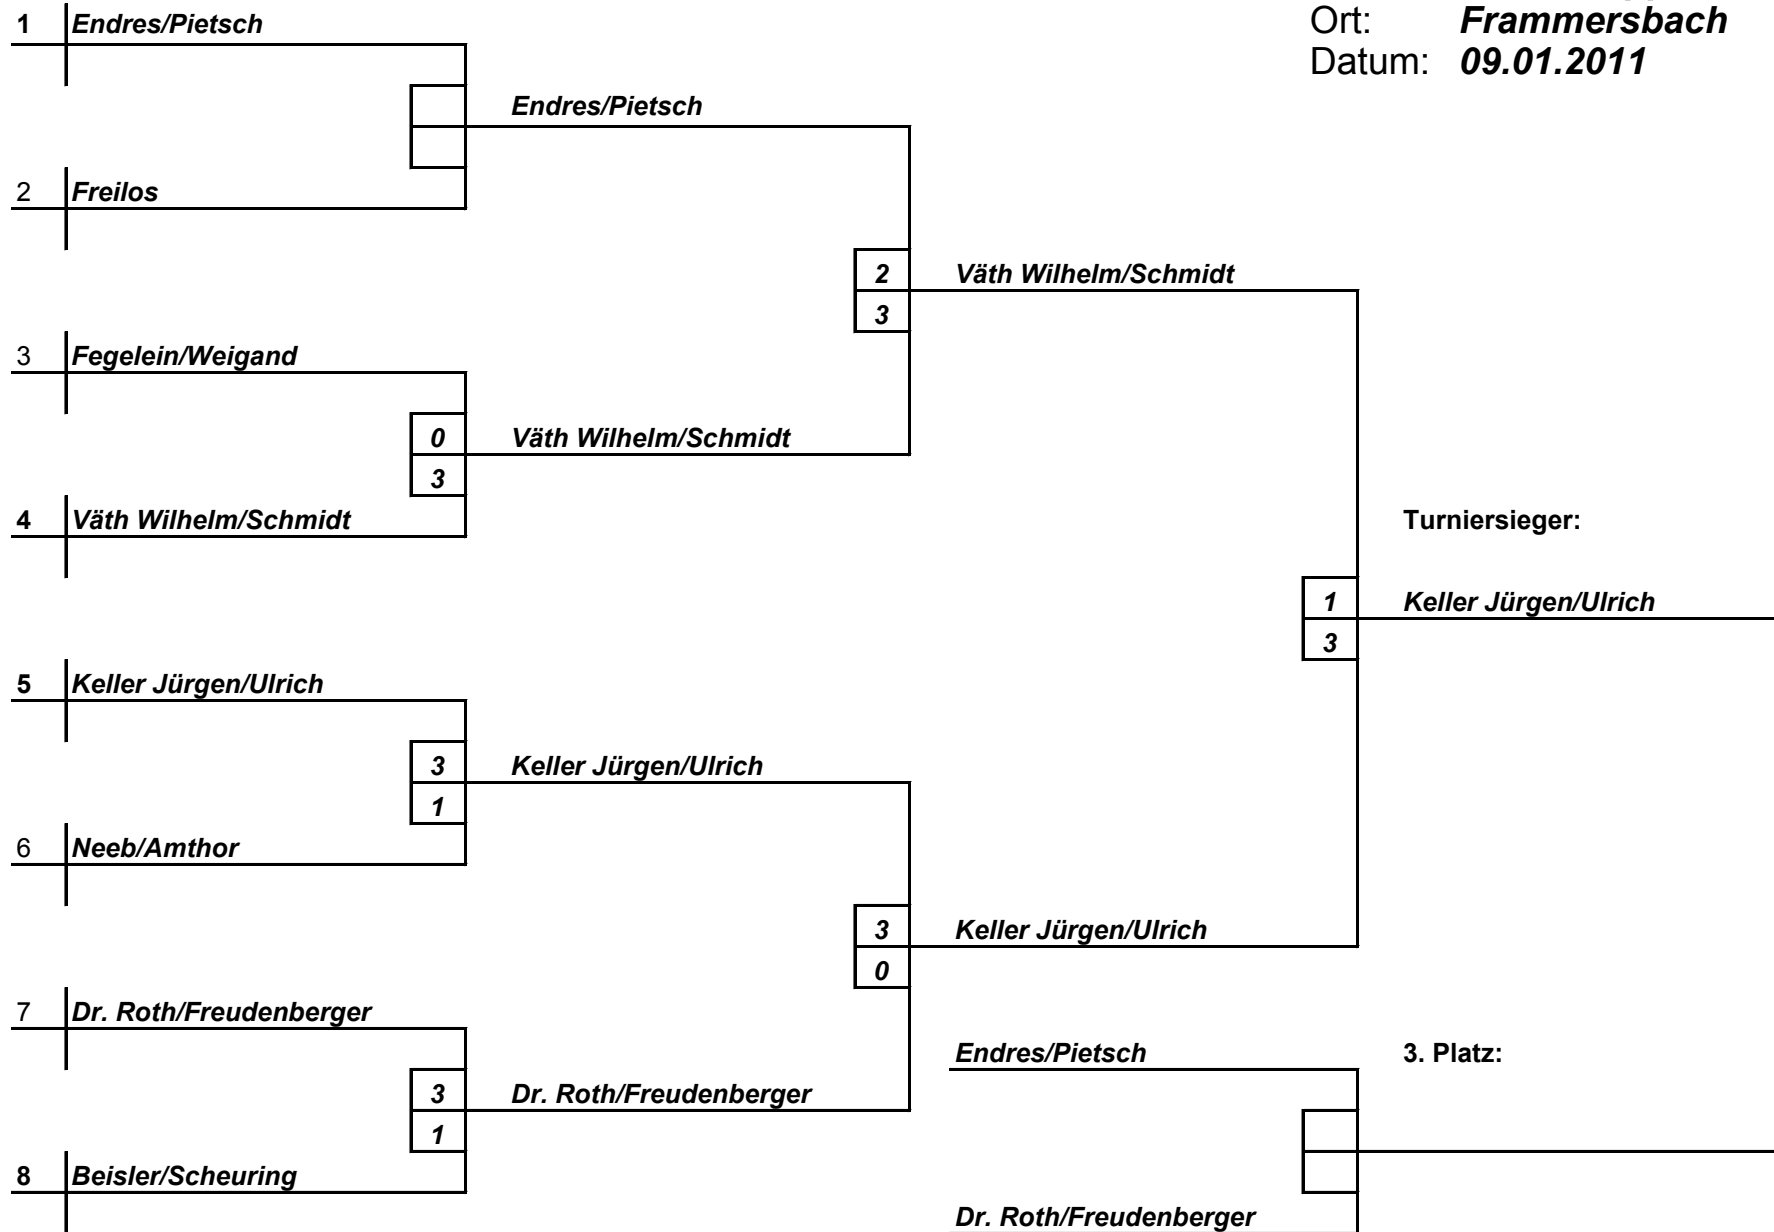 Ort: Frammersbach
Datum: 09.01.2011
1 Endres/Pietsch
Endres/Pietsch
2 Freilos
2 Väth Wilhelm/Schmidt
3
3 Fegelein/Weigand
0 Väth Wilhelm/Schmidt
3
4 Väth Wilhelm/Schmidt
Turniersieger:
1 Keller Jürgen/Ulrich
3
5 Keller Jürgen/Ulrich
3 Keller Jürgen/Ulrich
1
6 Neeb/Amthor
3 Keller Jürgen/Ulrich
0
7 Dr. Roth/Freudenberger
Endres/Pietsch
3. Platz:
3 Dr. Roth/Freudenberger
1
8 Beisler/Scheuring
Dr. Roth/Freudenberger